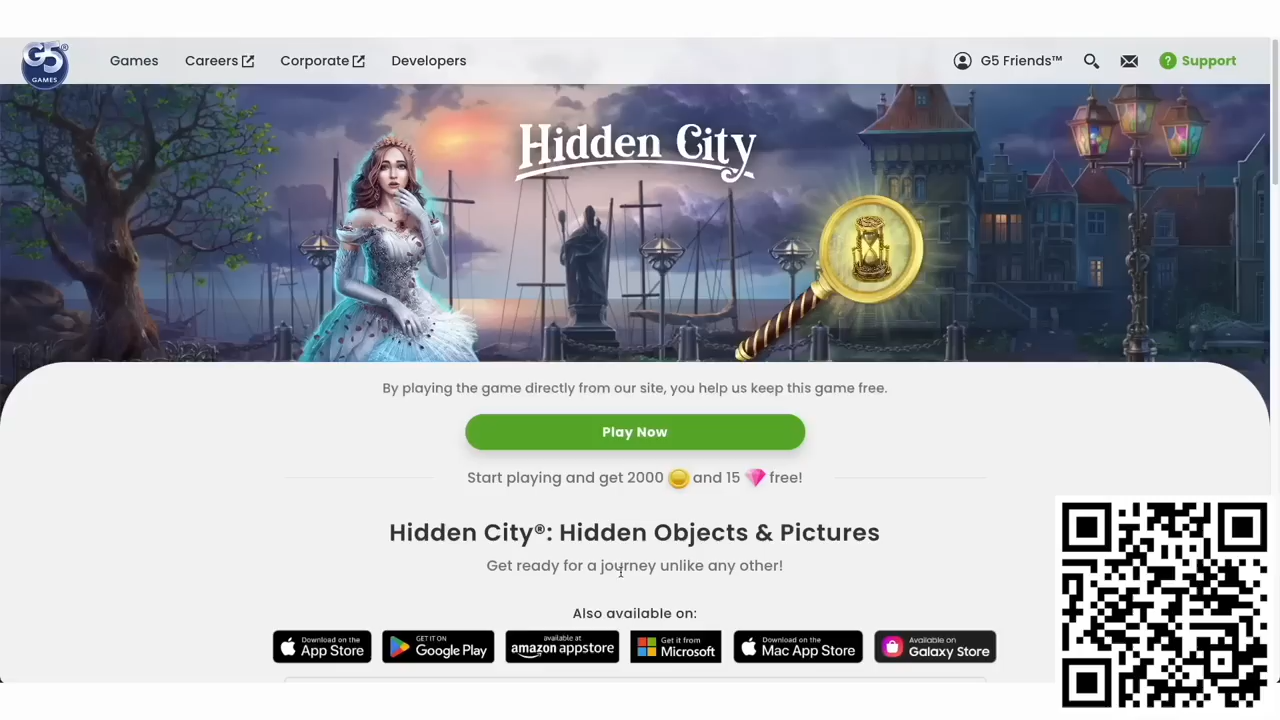 G5®
GAMES
Games
Careers
Corporate
Developers
G5 Friends™
Support
Hidden City
By playing the game directly from our site, you help us keep this game free.
Play Now
Start playing and get 2000 and 15 free!
Hidden City®: Hidden Objects & Pictures
Get ready for a journey unlike any other!
Also available on:
Download on the
App Store
GET IT ON
Google Play
available at
amazon appstore
Get it from
Microsoft
Download on the
Mac App Store
Available on
Galaxy Store